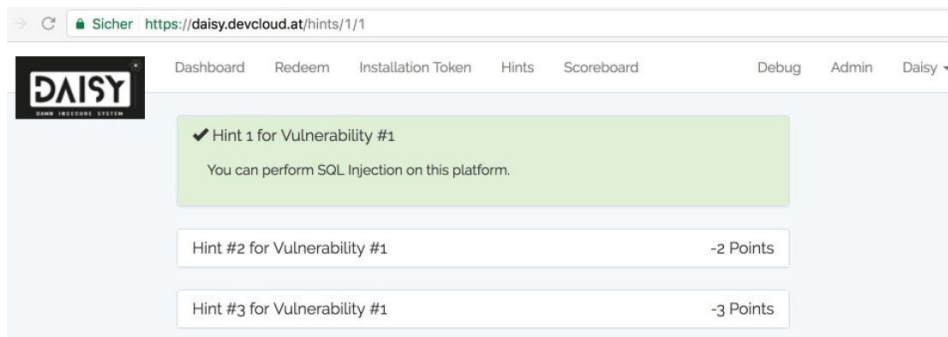 Sicher https://daisy.devcloud.at/hints/1/1
DAISY Dashboard Redeem Installation Token Hints Scoreboard Debug Admin Daisy
DAMN INSECURE SYSTEM
Hint 1 for Vulnerability #1
You can perform SQL Injection on this platform.
Hint #2 for Vulnerability #1 -2 Points
Hint #3 for Vulnerability #1 -3 Points